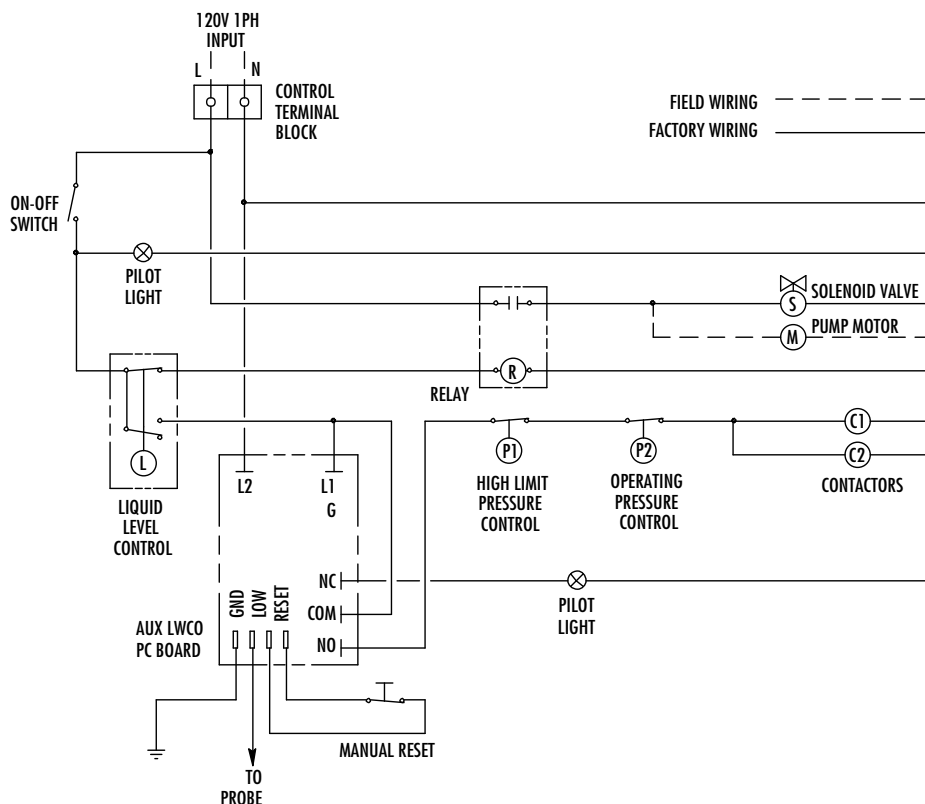 120V 1PH
INPUT
L
N
CONTROL
TERMINAL
BLOCK
FIELD WIRING
FACTORY WIRING
ON-OFF
SWITCH
PILOT
LIGHT
SOLENOID VALVE
S
PUMP MOTOR
M
R
RELAY
L
LIQUID
LEVEL
CONTROL
L2
L1
G
P1
HIGH LIMIT
PRESSURE
CONTROL
P2
OPERATING
PRESSURE
CONTROL
C1
C2
CONTACTORS
NC
COM
NO
GND
LOW
RESET
AUX LWCO
PC BOARD
PILOT
LIGHT
MANUAL RESET
TO
PROBE